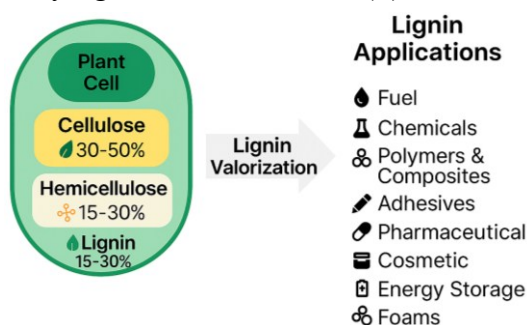 Plant
Cell
Cellulose
30-50%
Hemicellulose
15-30%
Lignin
15-30%
Lignin
Valorization
Lignin
Applications
Fuel
Chemicals
Polymers &
Composites
Adhesives
Pharmaceutical
Cosmetic
Energy Storage
Foams